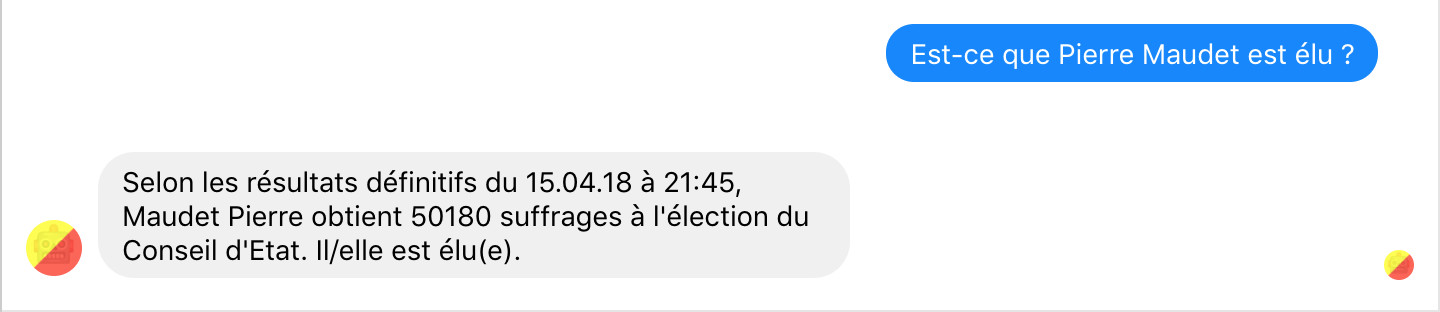 Est-ce que Pierre Maudet est élu ?
Selon les résultats définitifs du 15.04.18 à 21:45,
Maudet Pierre obtient 50180 suffrages à l'élection du
Conseil d'Etat. Il/elle est élu(e).